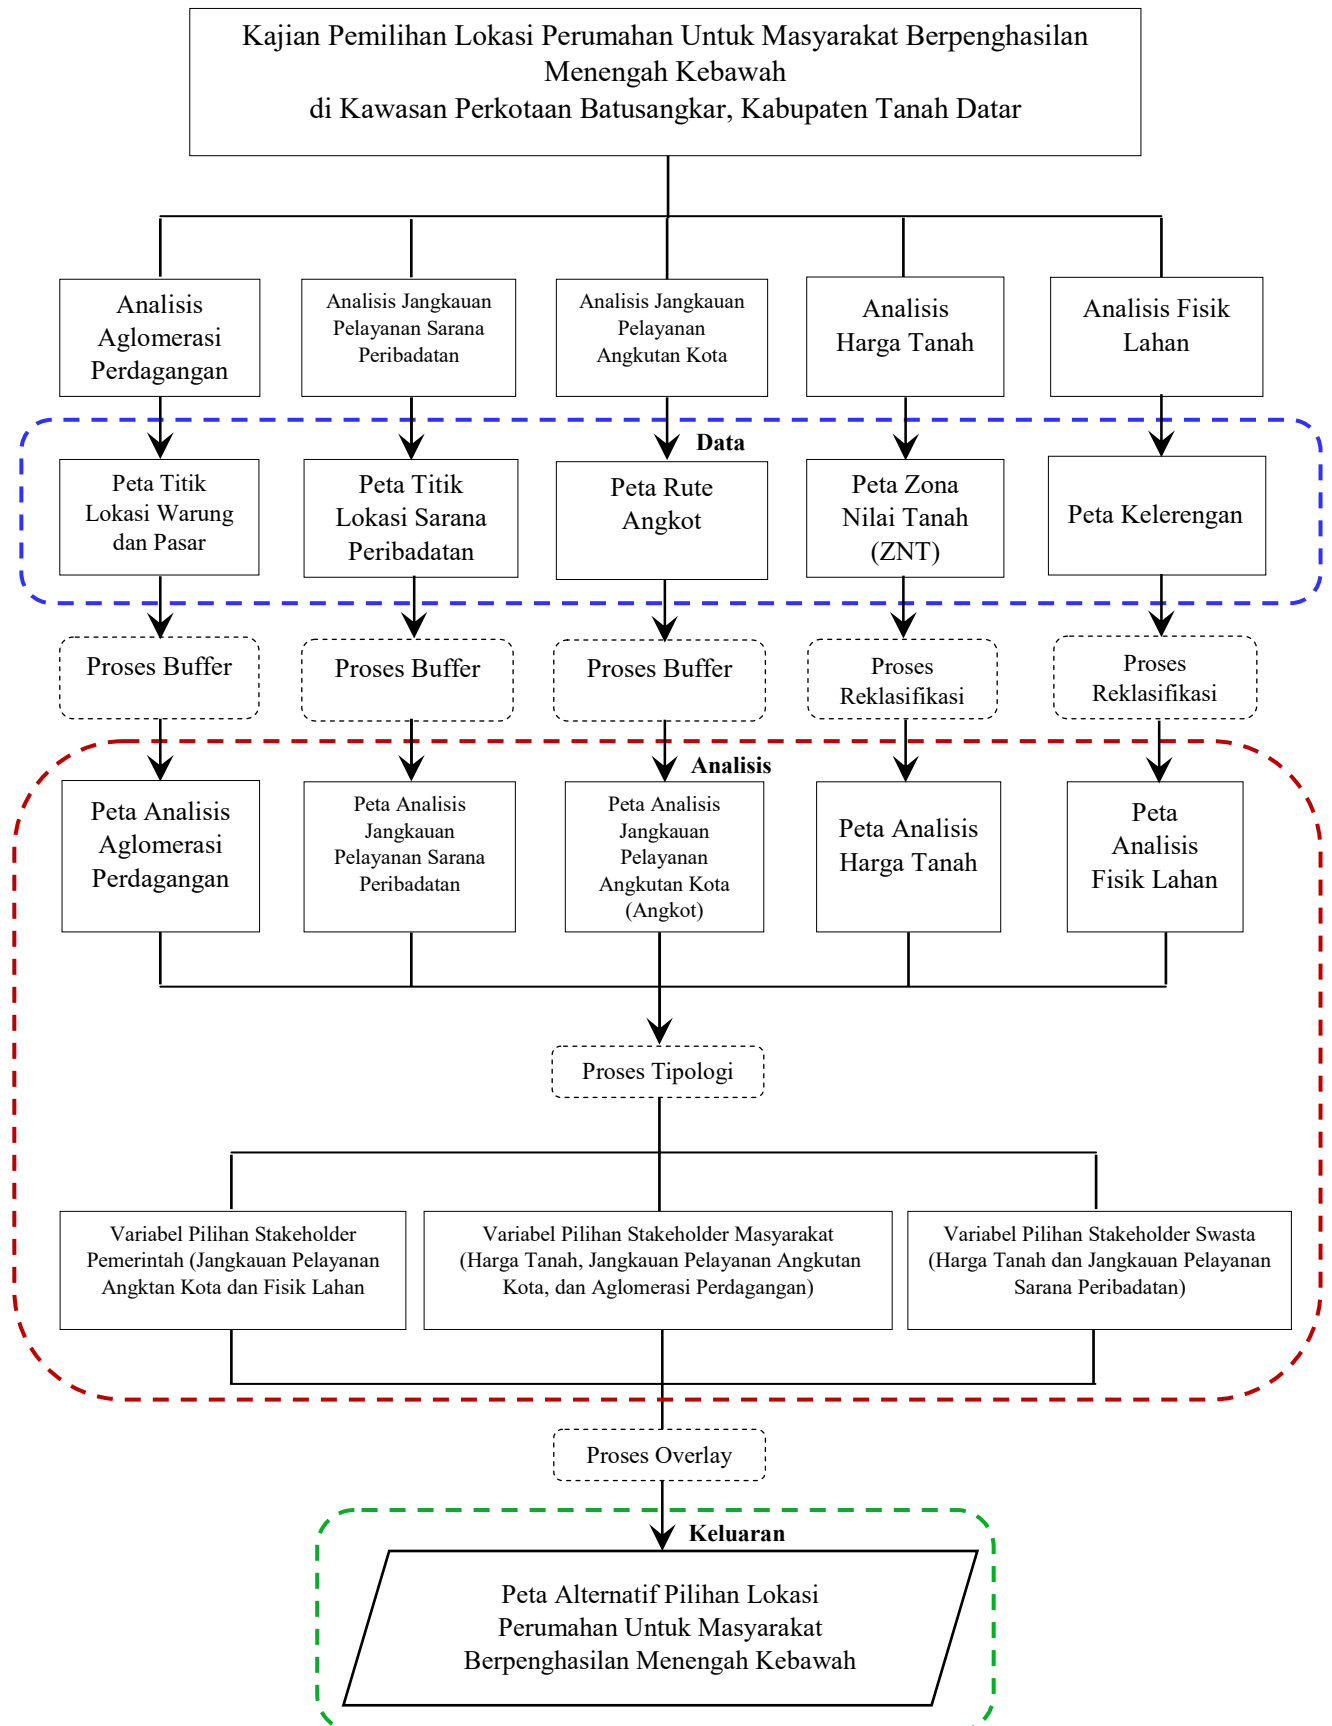 Kajian Pemilihan Lokasi Perumahan Untuk Masyarakat Berpenghasilan
Menengah Kebawah
di Kawasan Perkotaan Batusangkar, Kabupaten Tanah Datar
Analisis
Aglomerasi
Perdagangan
Analisis Jangkauan
Pelayanan Sarana
Peribadatan
Analisis Jangkauan
Pelayanan
Angkutan Kota
Analisis
Harga Tanah
Analisis Fisik
Lahan
Data
Peta Titik
Lokasi Warung
dan Pasar
Peta Titik
Lokasi Sarana
Peribadatan
Peta Rute
Angkot
Peta Zona
Nilai Tanah
(ZNT)
Peta Kelerengan
Proses Buffer
Proses Buffer
Proses Buffer
Proses
Reklasifikasi
Proses
Reklasifikasi
Analisis
Peta Analisis
Aglomerasi
Perdagangan
Peta Analisis
Jangkauan
Pelayanan Sarana
Peribadatan
Peta Analisis
Jangkauan
Pelayanan
Angkutan Kota
(Angkot)
Peta Analisis
Harga Tanah
Peta
Analisis
Fisik Lahan
Proses Tipologi
Variabel Pilihan Stakeholder
Pemerintah (Jangkauan Pelayanan
Angktan Kota dan Fisik Lahan
Variabel Pilihan Stakeholder Masyarakat
(Harga Tanah, Jangkauan Pelayanan Angkutan
Kota, dan Aglomerasi Perdagangan)
Variabel Pilihan Stakeholder Swasta
(Harga Tanah dan Jangkauan Pelayanan
Sarana Peribadatan)
Proses Overlay
Keluaran
Peta Alternatif Pilihan Lokasi
Perumahan Untuk Masyarakat
Berpenghasilan Menengah Kebawah